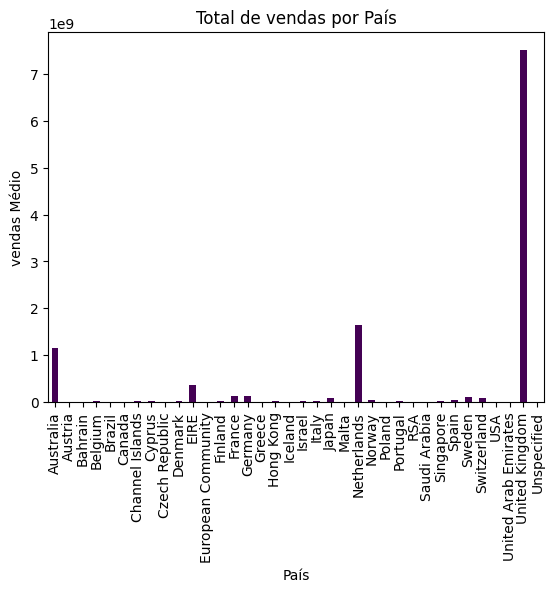 Total de vendas por País
1e9
7
6
5
4
3
2
1
0
vendas Médio
Australia
Austria
Bahrain
Belgium
Brazil
Canada
Channel Islands
Cyprus
Czech Republic
Denmark
EIRE
European Community
Finland
France
Germany
Greece
Hong Kong
Iceland
Israel
Italy
Japan
Malta
Netherlands
Norway
Poland
Portugal
RSA
Saudi Arabia
Singapore
Spain
Sweden
Switzerland
USA
United Arab Emirates
United Kingdom
Unspecified
País